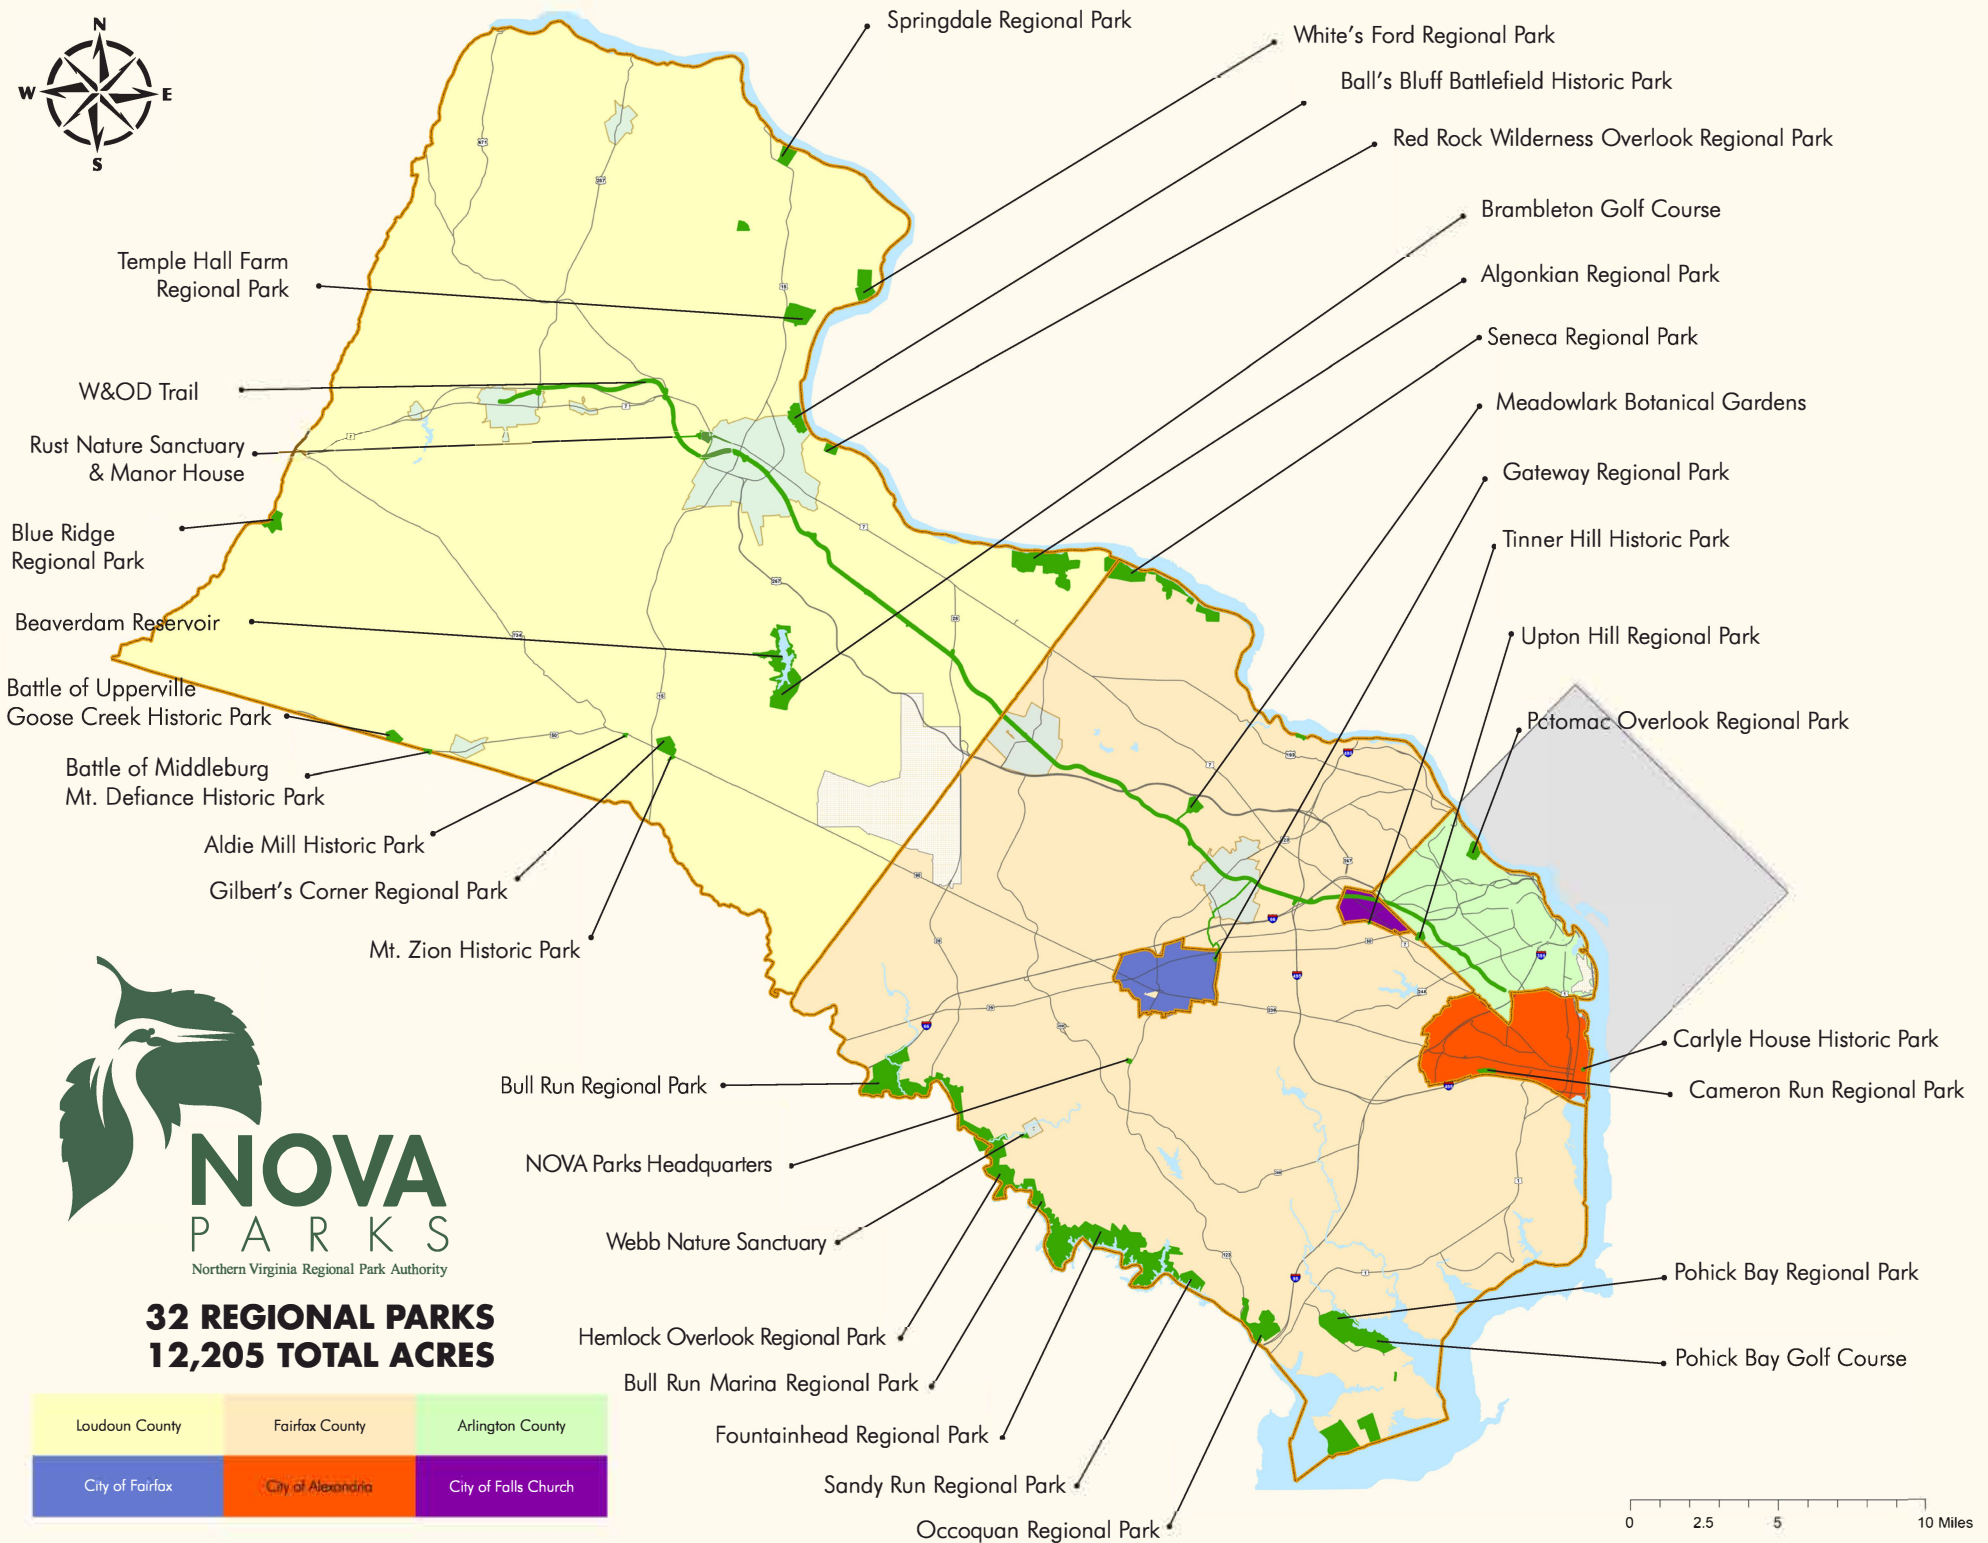 N
W
E
S
Springdale Regional Park
White's Ford Regional Park
Ball's Bluff Battlefield Historic Park
Red Rock Wilderness Overlook Regional Park
Brambleton Golf Course
Algonkian Regional Park
Seneca Regional Park
Meadowlark Botanical Gardens
Gateway Regional Park
Tinner Hill Historic Park
Upton Hill Regional Park
Potomac Overlook Regional Park
Temple Hall Farm
Regional Park
W&OD Trail
Rust Nature Sanctuary
& Manor House
Blue Ridge
Regional Park
Beaverdam Reservoir
Battle of Upperville
Goose Creek Historic Park
Battle of Middleburg
Mt. Defiance Historic Park
Aldie Mill Historic Park
Gilbert's Corner Regional Park
Mt. Zion Historic Park
Carlyle House Historic Park
Cameron Run Regional Park
Bull Run Regional Park
NOVA Parks Headquarters
Webb Nature Sanctuary
Hemlock Overlook Regional Park
Bull Run Marina Regional Park
Fountainhead Regional Park
Sandy Run Regional Park
Occoquan Regional Park
Pohick Bay Regional Park
Pohick Bay Golf Course
NOVA
PARKS
Northern Virginia Regional Park Authority
32 REGIONAL PARKS
12,205 TOTAL ACRES
Loudoun County
Fairfax County
Arlington County
City of Fairfax
City of Alexandria
City of Falls Church
0 2.5 5 10 Miles